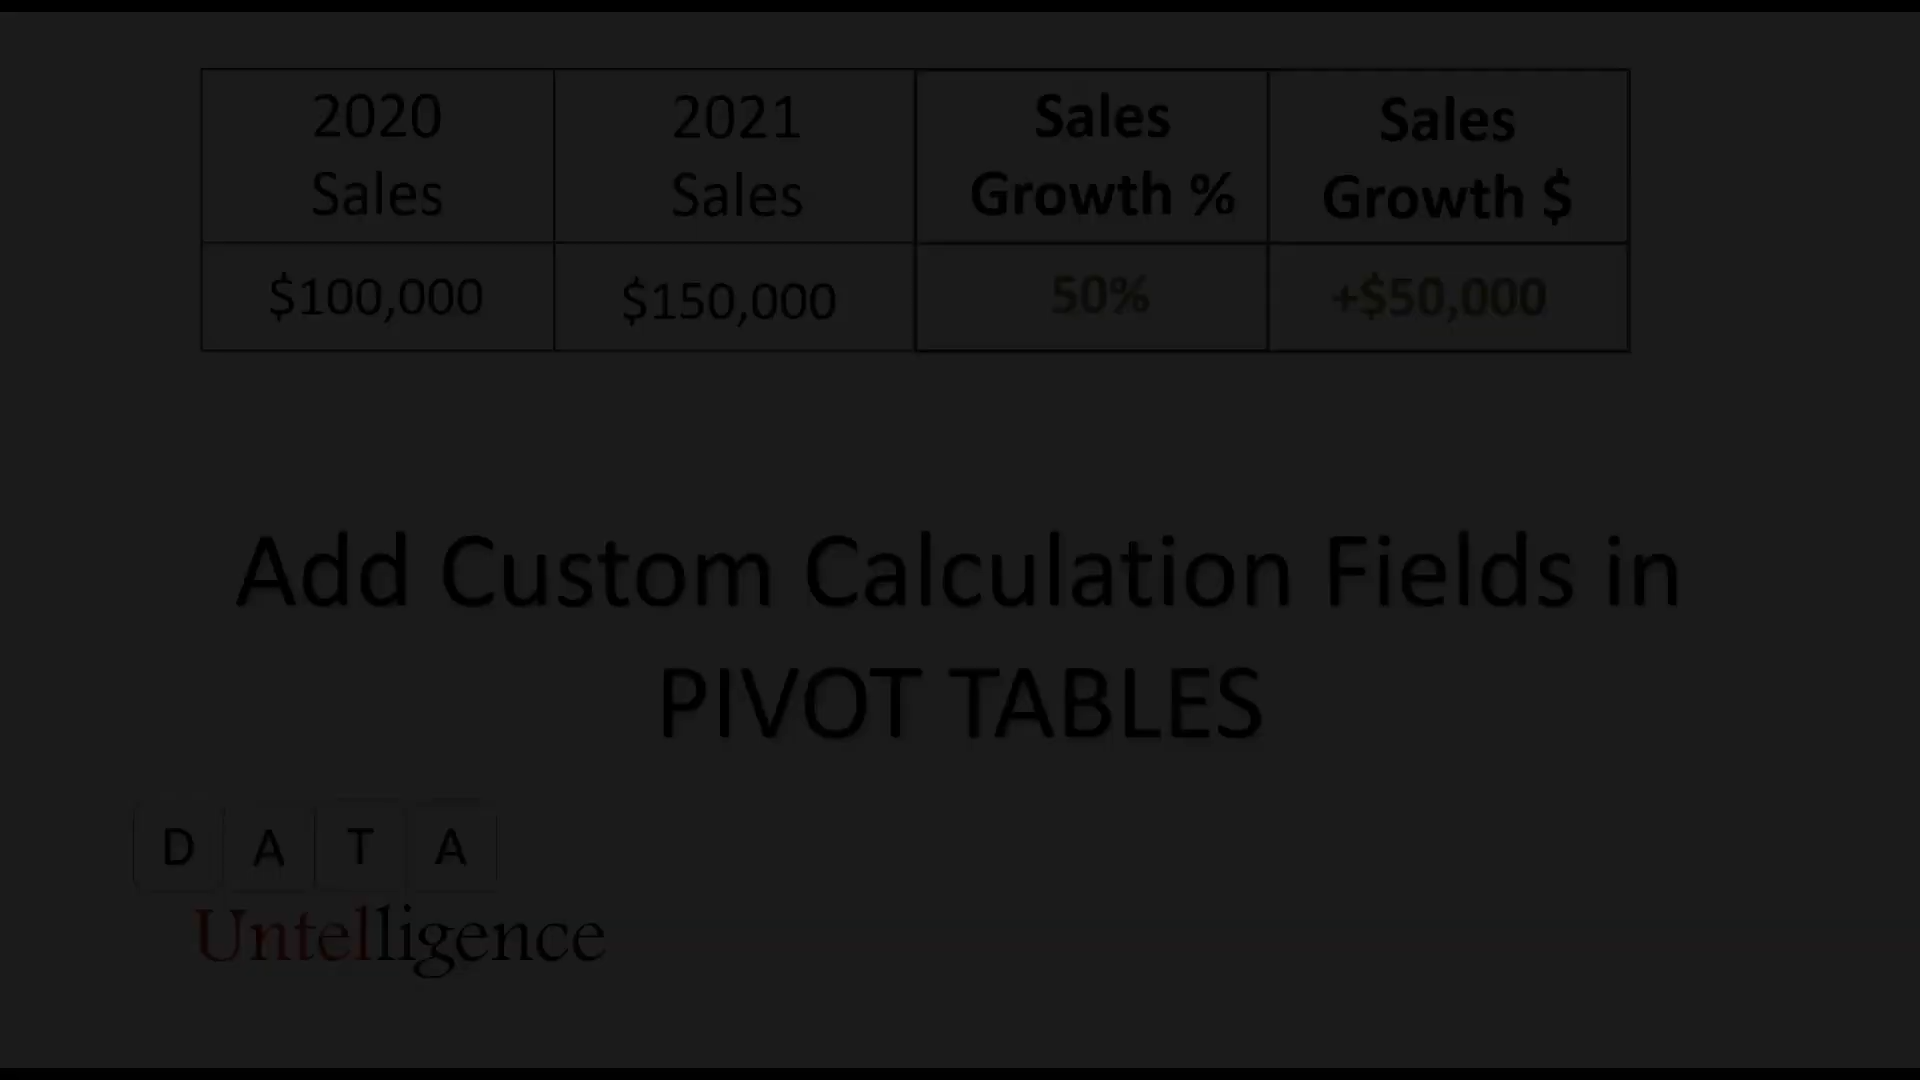 2020 Sales
2021 Sales
Sales Growth %
Sales Growth $
$100,000
$150,000
50%
+$50,000
Add Custom Calculation Fields in
PIVOT TABLES
DATA
Untelligence